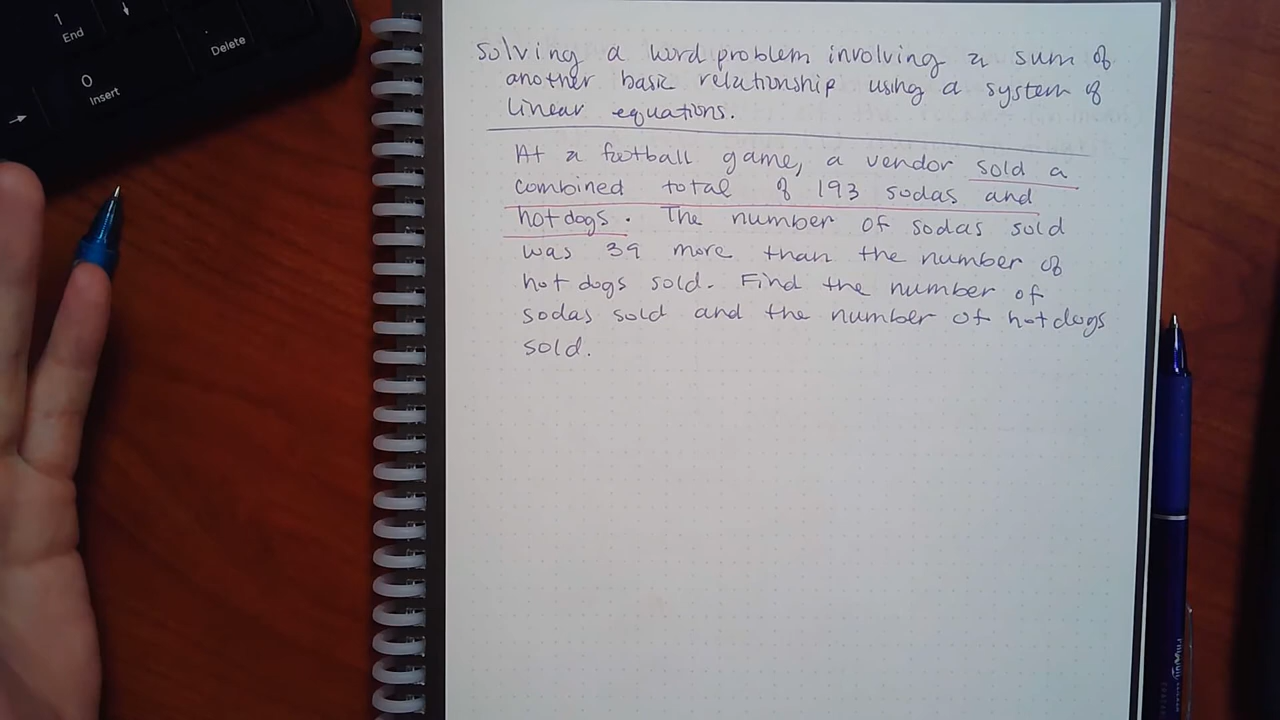 1
End
Delete
0
Insert
Solving a word problem involving a sum of
another basic relationship using a system of
linear equations.
At a football game, a vendor sold a
combined total of 193 sodas and
hotdogs. The number of sodas sold
was 39 more than the number of
hotdogs sold. Find the number of
sodas sold and the number of hotdogs
sold.